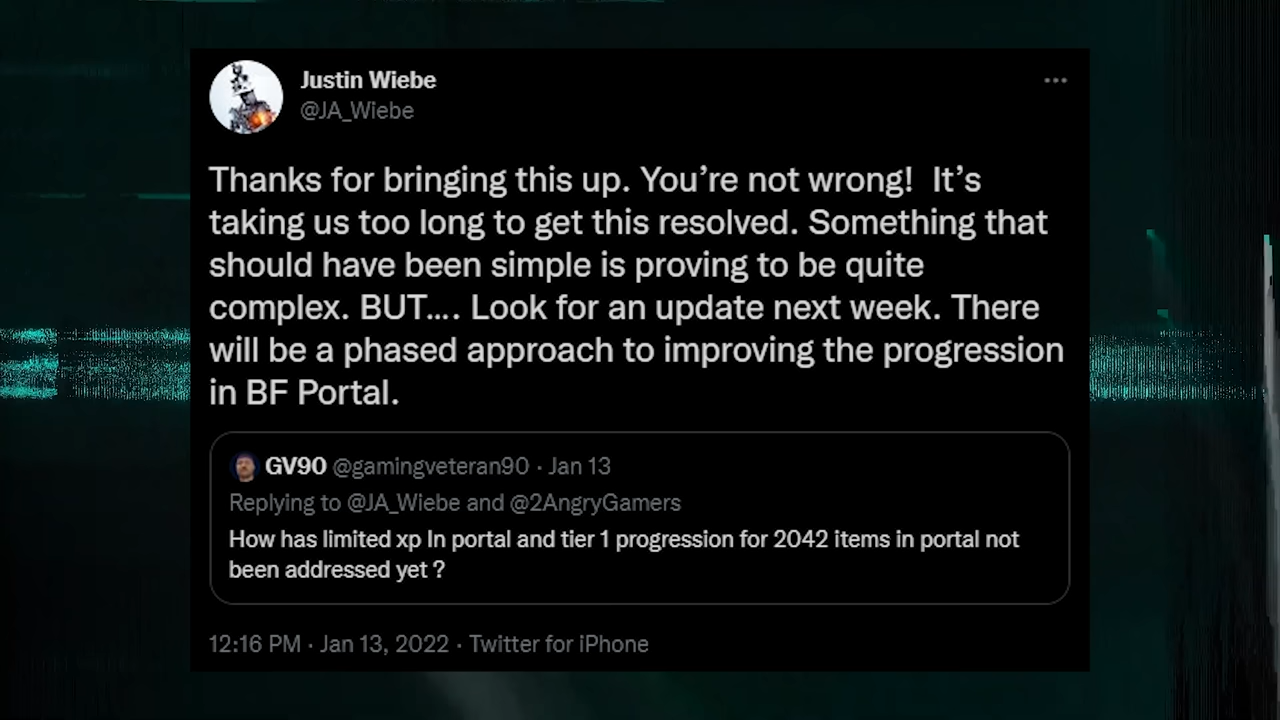 Justin Wiebe
@JA_Wiebe
Thanks for bringing this up. You’re not wrong!  It’s
taking us too long to get this resolved. Something that
should have been simple is proving to be quite
complex. BUT.... Look for an update next week. There
will be a phased approach to improving the progression
in BF Portal.
GV90 @gamingveteran90 · Jan 13
Replying to @JA_Wiebe and @2AngryGamers
How has limited xp In portal and tier 1 progression for 2042 items in portal not
been addressed yet ?
12:16 PM · Jan 13, 2022 · Twitter for iPhone